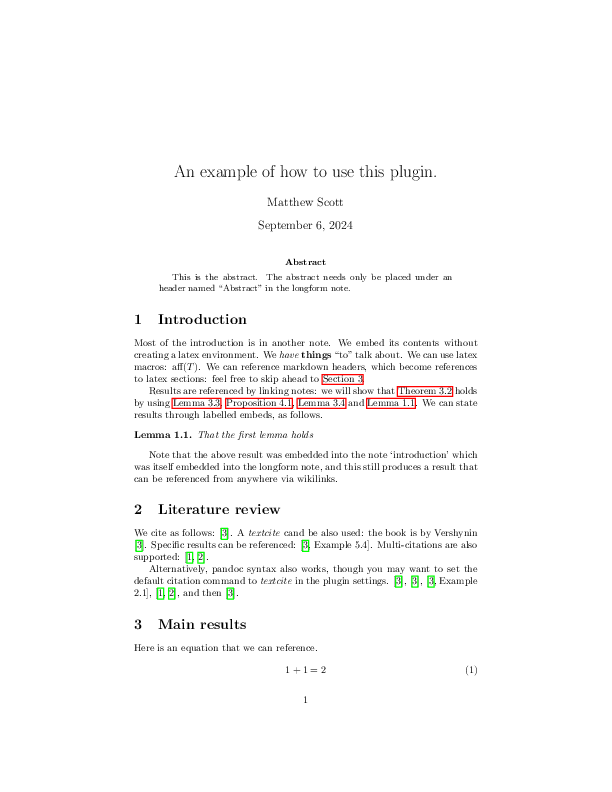 An example of how to use this plugin.
Matthew Scott
September 6, 2024
Abstract
This is the abstract. The abstract needs only be placed under an
header named “Abstract” in the longform note.
1 Introduction
Most of the introduction is in another note. We embed its contents without
creating a latex environment. We have things “to” talk about. We can use latex
macros: aff(T). We can reference markdown headers, which become references
to latex sections: feel free to skip ahead to Section 3.
Results are referenced by linking notes: we will show that Theorem 3.2 holds
by using Lemma 3.3, Proposition 4.1, Lemma 3.4 and Lemma 1.1. We can state
results through labelled embeds, as follows.
Lemma 1.1. That the first lemma holds
Note that the above result was embedded into the note ‘introduction’ which
was itself embedded into the longform note, and this still produces a result that
can be referenced from anywhere via wikilinks.
2 Literature review
We cite as follows: [3]. A textcite cand be also used: the book is by Vershynin
[3]. Specific results can be referenced: [3, Example 5.4]. Multi-citations are also
supported: [1, 2].
Alternatively, pandoc syntax also works, though you may want to set the
default citation command to textcite in the plugin settings. [3], [3], [3, Example
2.1], [1, 2], and then [3].
3 Main results
Here is an equation that we can reference.
1 + 1 = 2 (1)
1